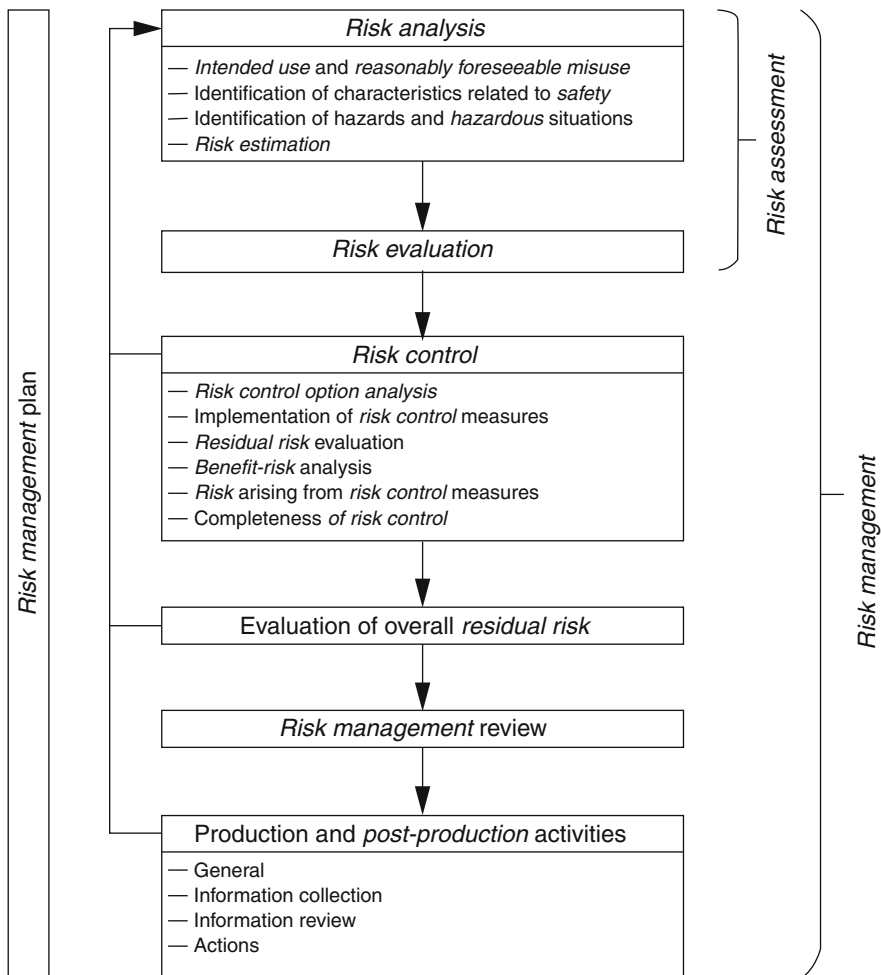 Risk analysis
— Intended use and reasonably foreseeable misuse
— Identification of characteristics related to safety
— Identification of hazards and hazardous situations
— Risk estimation
Risk evaluation
Risk control
— Risk control option analysis
— Implementation of risk control measures
— Residual risk evaluation
— Benefit-risk analysis
— Risk arising from risk control measures
— Completeness of risk control
Evaluation of overall residual risk
Risk management review
Production and post-production activities
— General
— Information collection
— Information review
— Actions
Risk management plan
Risk assessment
Risk management